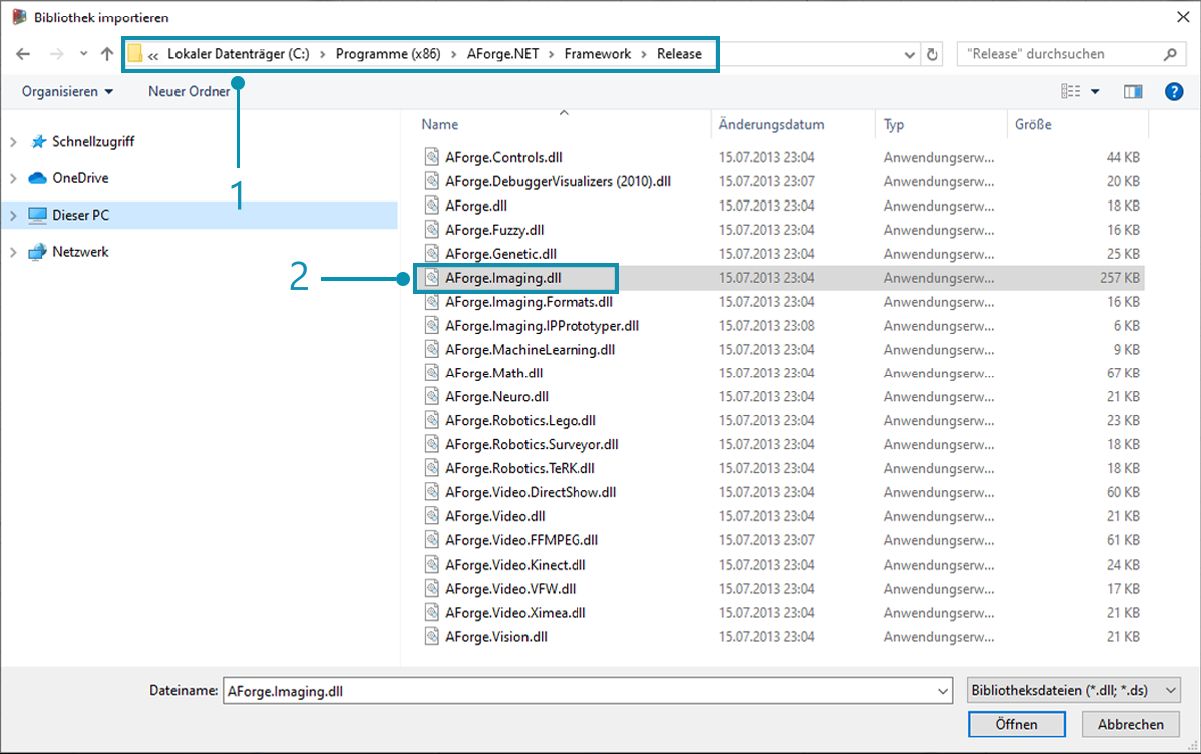 Bibliothek importieren
« Lokaler Datenträger (C:) › Programme (x86) › AForge.NET › Framework › Release "Release" durchsuchen
Organisieren Neuer Ordner ?
1
Schnellzugriff
OneDrive
Dieser PC
Netzwerk
2
Name Änderungsdatum Typ Größe
AForge.Controls.dll 15.07.2013 23:04 Anwendungserw... 44 KB
AForge.DebuggerVisualizers (2010).dll 15.07.2013 23:07 Anwendungserw... 20 KB
AForge.dll 15.07.2013 23:04 Anwendungserw... 18 KB
AForge.Fuzzy.dll 15.07.2013 23:04 Anwendungserw... 16 KB
AForge.Genetic.dll 15.07.2013 23:04 Anwendungserw... 25 KB
AForge.Imaging.dll 15.07.2013 23:04 Anwendungserw... 257 KB
AForge.Imaging.Formats.dll 15.07.2013 23:04 Anwendungserw... 16 KB
AForge.Imaging.IPPrototyper.dll 15.07.2013 23:08 Anwendungserw... 6 KB
AForge.MachineLearning.dll 15.07.2013 23:04 Anwendungserw... 9 KB
AForge.Math.dll 15.07.2013 23:04 Anwendungserw... 67 KB
AForge.Neuro.dll 15.07.2013 23:04 Anwendungserw... 21 KB
AForge.Robotics.Lego.dll 15.07.2013 23:04 Anwendungserw... 23 KB
AForge.Robotics.Surveyor.dll 15.07.2013 23:04 Anwendungserw... 18 KB
AForge.Robotics.TeRK.dll 15.07.2013 23:04 Anwendungserw... 18 KB
AForge.Video.DirectShow.dll 15.07.2013 23:04 Anwendungserw... 60 KB
AForge.Video.dll 15.07.2013 23:04 Anwendungserw... 21 KB
AForge.Video.FFMPEG.dll 15.07.2013 23:07 Anwendungserw... 61 KB
AForge.Video.Kinect.dll 15.07.2013 23:04 Anwendungserw... 24 KB
AForge.Video.VFW.dll 15.07.2013 23:04 Anwendungserw... 17 KB
AForge.Video.Ximea.dll 15.07.2013 23:04 Anwendungserw... 21 KB
AForge.Vision.dll 15.07.2013 23:04 Anwendungserw... 21 KB
Dateiname: AForge.Imaging.dll Bibliotheksdateien (*.dll; *.ds)
Öffnen Abbrechen